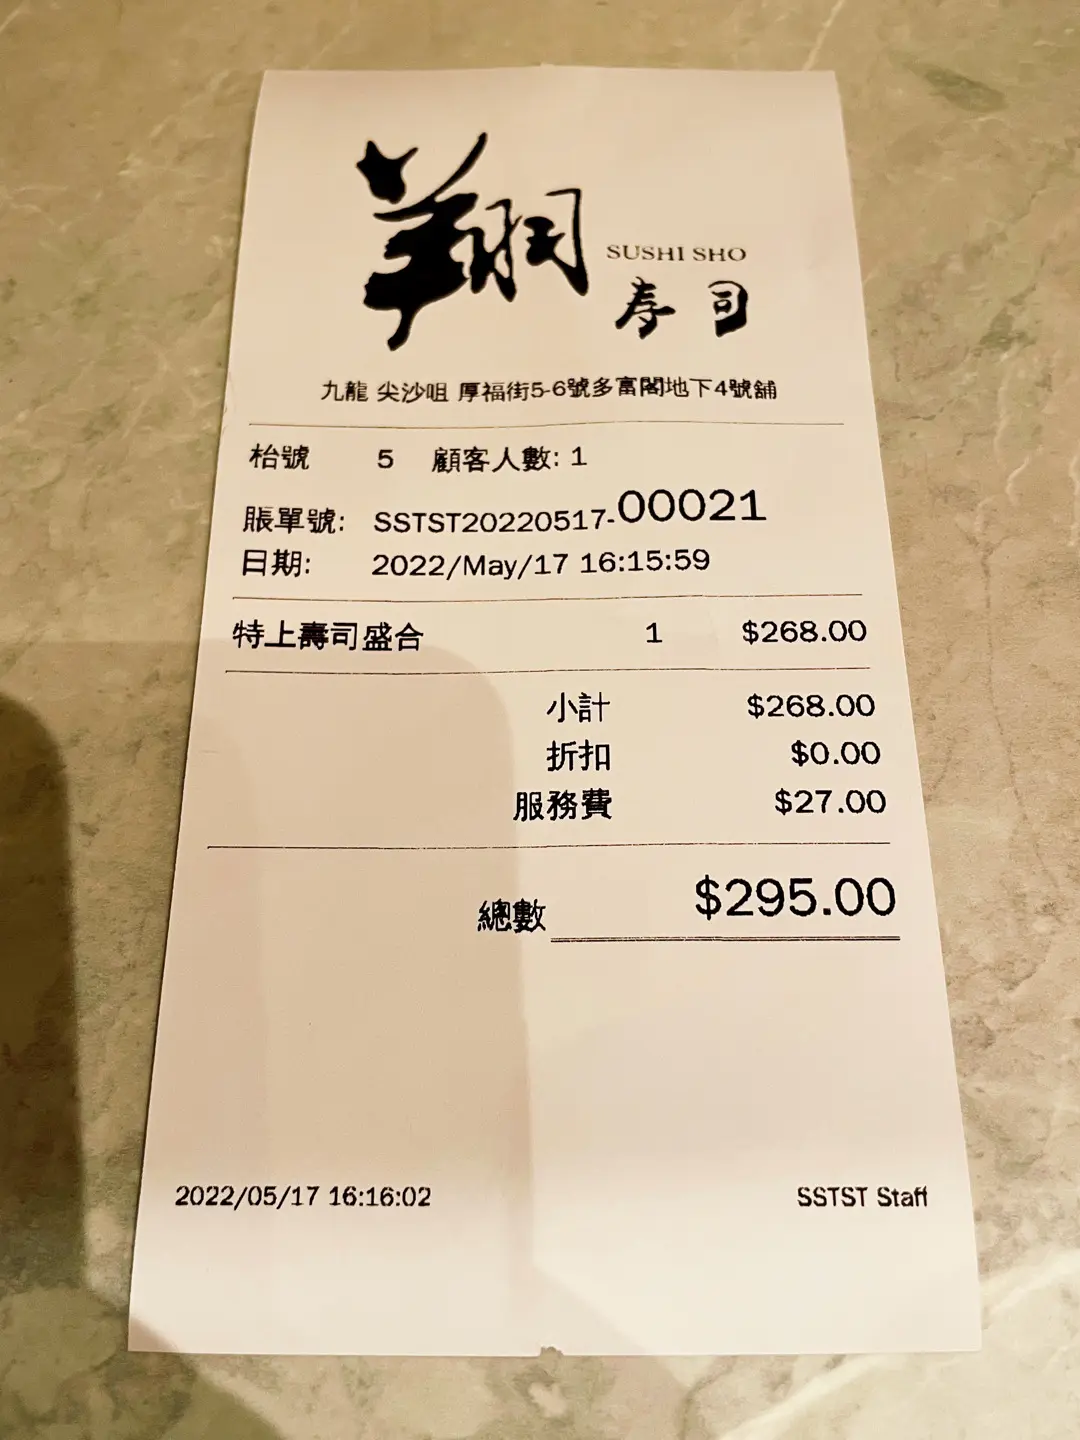 翔
SUSHI SHO
寿司
九龍 尖沙咀 厚福街5-6號多富閣地下4號舖
枱號 5 顧客人數: 1
賬單號: SSTST20220517-00021
日期: 2022/May/17 16:15:59
特上壽司盛合 1 $268.00
小計 $268.00
折扣 $0.00
服務費 $27.00
總數 $295.00
2022/05/17 16:16:02 SSTST Staff